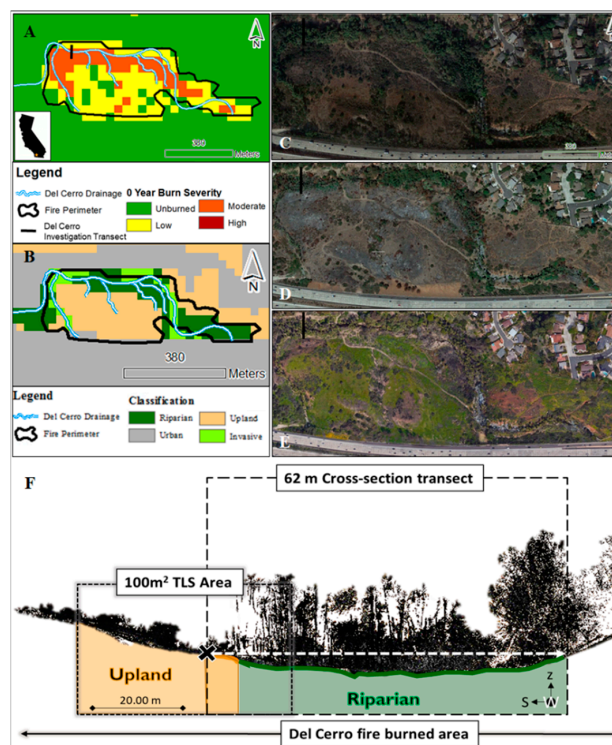 A
N
380
Meters
Legend
Del Cerro Drainage
Fire Perimeter
Del Cerro
Investigation Transect
0 Year Burn Severity
Unburned
Low
Moderate
High
B
N
380
Meters
Legend
Del Cerro Drainage
Fire Perimeter
Classification
Riparian
Urban
Upland
Invasive
C
D
E
F
62 m Cross-section transect
100m² TLS Area
Upland
20.00 m
Riparian
Z
S
W
Del Cerro fire burned area